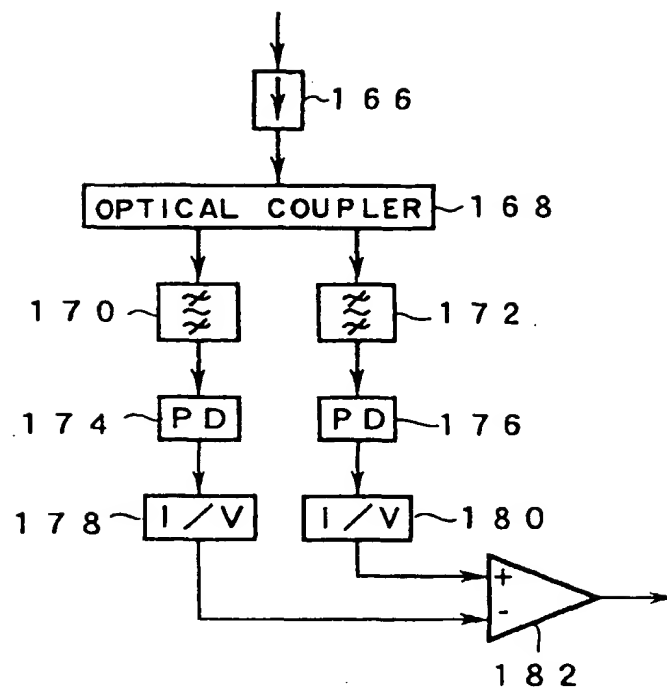 166
OPTICAL COUPLER 168
170 172
174 PD PD 176
178 I/V I/V 180
+
-
182